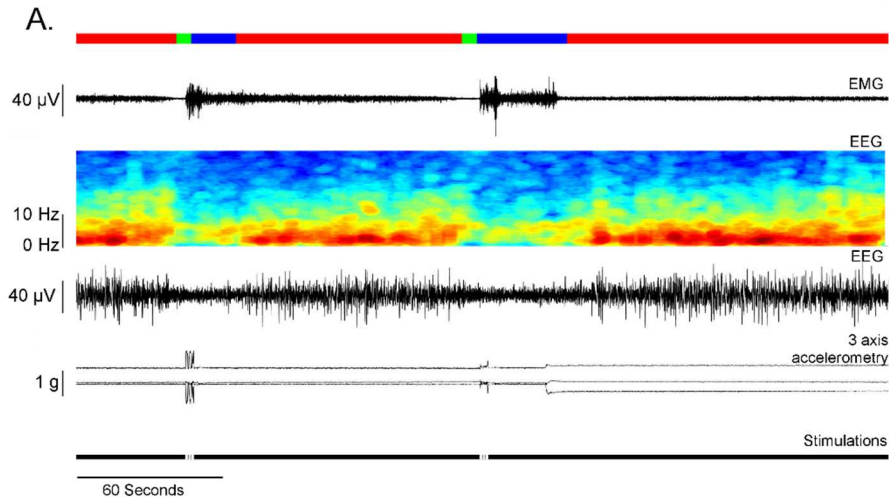 A.
EMG
40 µV
EEG
10 Hz
0 Hz
EEG
40 µV
3 axis
accelerometry
1 g
Stimulations
60 Seconds